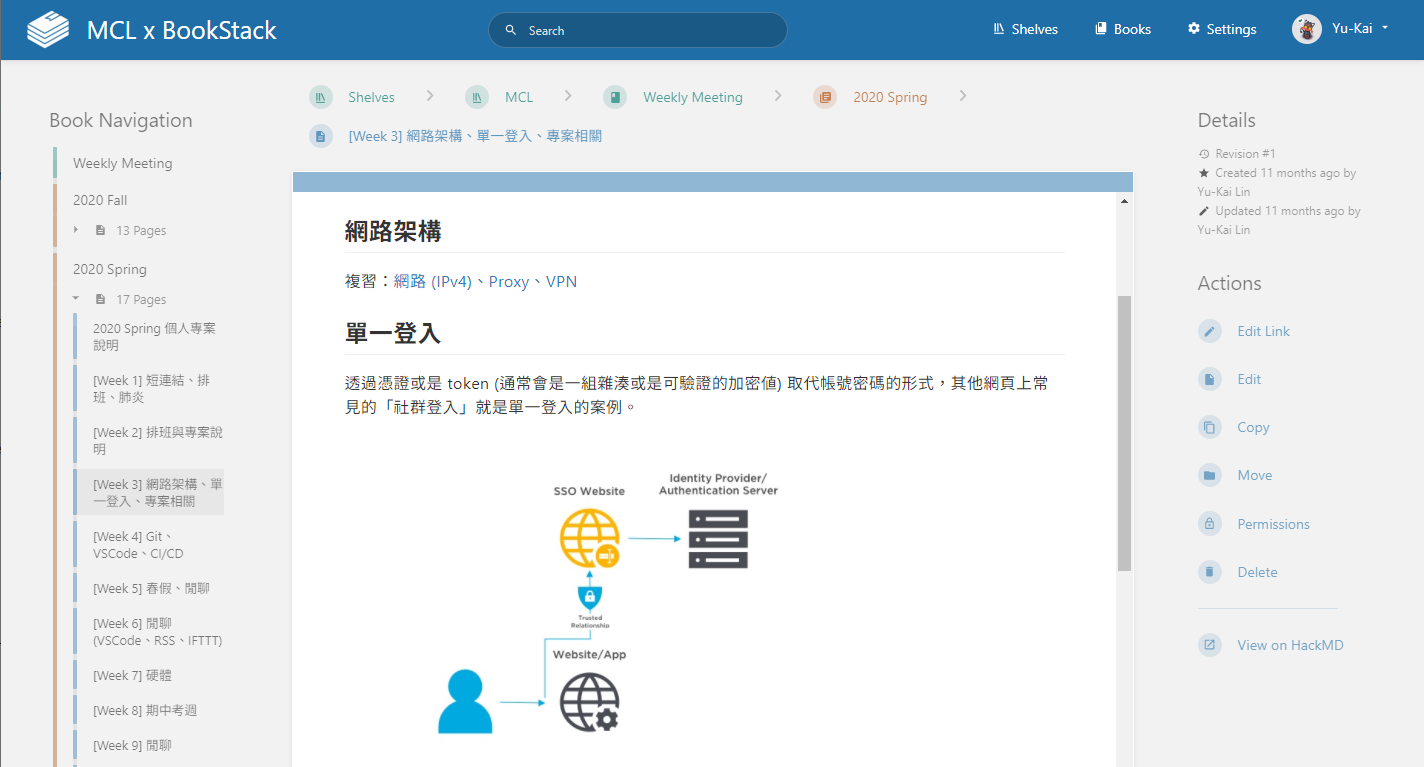 MCL x BookStack
Search
Shelves
Books
Settings
Yu-Kai
Book Navigation
Weekly Meeting
2020 Fall
13 Pages
2020 Spring
17 Pages
2020 Spring 個人專案
說明
[Week 1] 短連結、排
班、肺炎
[Week 2] 排班與專案說
明
[Week 3] 網路架構、單
一登入、專案相關
[Week 4] Git、
VSCode、CI/CD
[Week 5] 春假、閒聊
[Week 6] 閒聊
(VSCode、RSS、IFTTT)
[Week 7] 硬體
[Week 8] 期中考週
[Week 9] 閒聊
Shelves
MCL
Weekly Meeting
2020 Spring
[Week 3] 網路架構、單一登入、專案相關
網路架構
複習：網路 (IPv4)、Proxy、VPN
單一登入
透過憑證或是 token (通常會是一組雜湊或是可驗證的加密值) 取代帳號密碼的形式，其他網頁上常
見的「社群登入」就是單一登入的案例。
SSO Website
Identity Provider/
Authentication Server
Trusted
Relationship
Website/App
Details
Revision #1
Created 11 months ago by
Yu-Kai Lin
Updated 11 months ago by
Yu-Kai Lin
Actions
Edit Link
Edit
Copy
Move
Permissions
Delete
View on HackMD